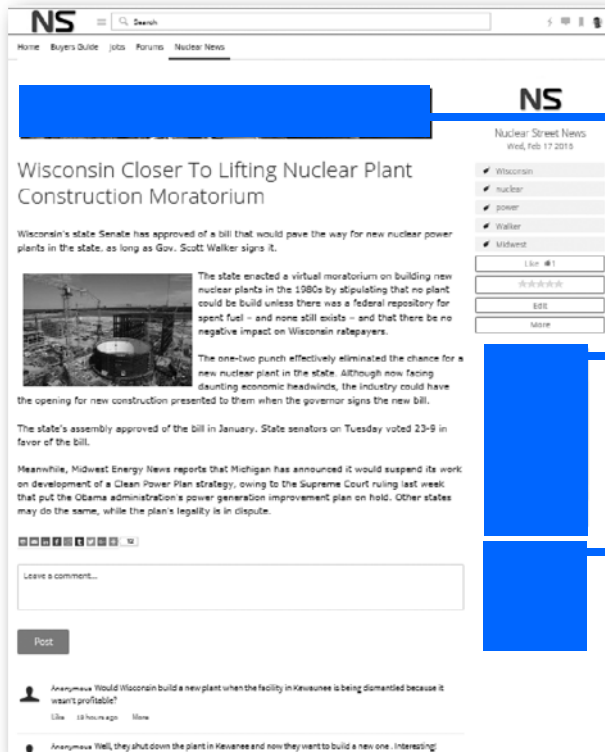 NS
Search
Home Buyers Guide Jobs Forums Nuclear News
NS
Nuclear Street News
Wed, Feb 17 2016
Wisconsin
nuclear
power
Walker
Midwest
Like 1
Edit
More
Wisconsin Closer To Lifting Nuclear Plant
Construction Moratorium
Wisconsin's state Senate has approved of a bill that would pave the way for new nuclear power
plants in the state, as long as Gov. Scott Walker signs it.
The state enacted a virtual moratorium on building new
nuclear plants in the 1980s by stipulating that no plant
could be build unless there was a federal repository for
spent fuel – and none still exists – and that there be no
negative impact on Wisconsin ratepayers.
The one-two punch effectively eliminated the chance for a
new nuclear plant in the state. Although now facing
daunting economic headwinds, the industry could have
the opening for new construction presented to them when the governor signs the new bill.
The state's assembly approved of the bill in January. State senators on Tuesday voted 23-9 in
favor of the bill.
Meanwhile, Midwest Energy News reports that Michigan has announced it would suspend its work
on development of a Clean Power Plan strategy, owing to the Supreme Court ruling last week
that put the Obama administration's power generation improvement plan on hold. Other states
may do the same, while the plan's legality is in dispute.
Leave a comment...
Post
Anonymous Would Wisconsin build a new plant when the facility in Kewaunee is being dismantled because it
wasn't profitable?
Like 19 hours ago More
Anonymous Well, they shut down the plant in Kewanee and now they want to build a new one. Interesting!